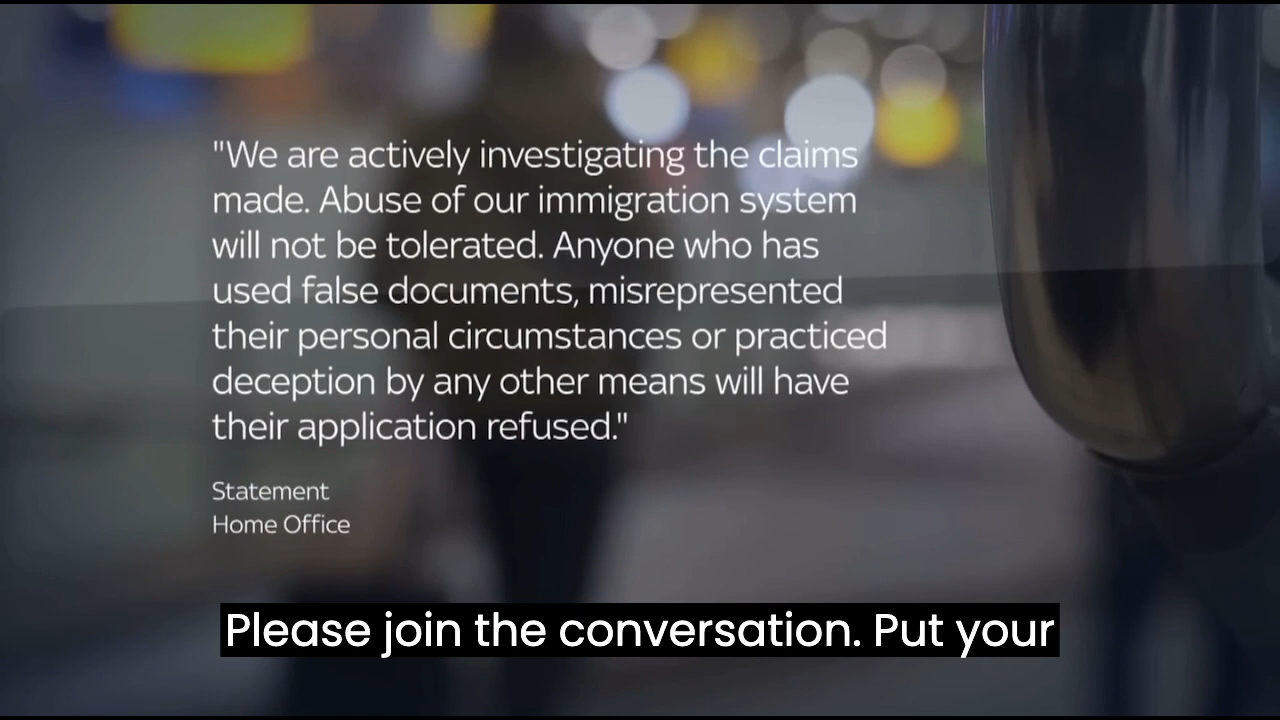 "We are actively investigating the claims
made. Abuse of our immigration system
will not be tolerated. Anyone who has
used false documents, misrepresented
their personal circumstances or practiced
deception by any other means will have
their application refused."
Statement
Home Office
Please join the conversation. Put your